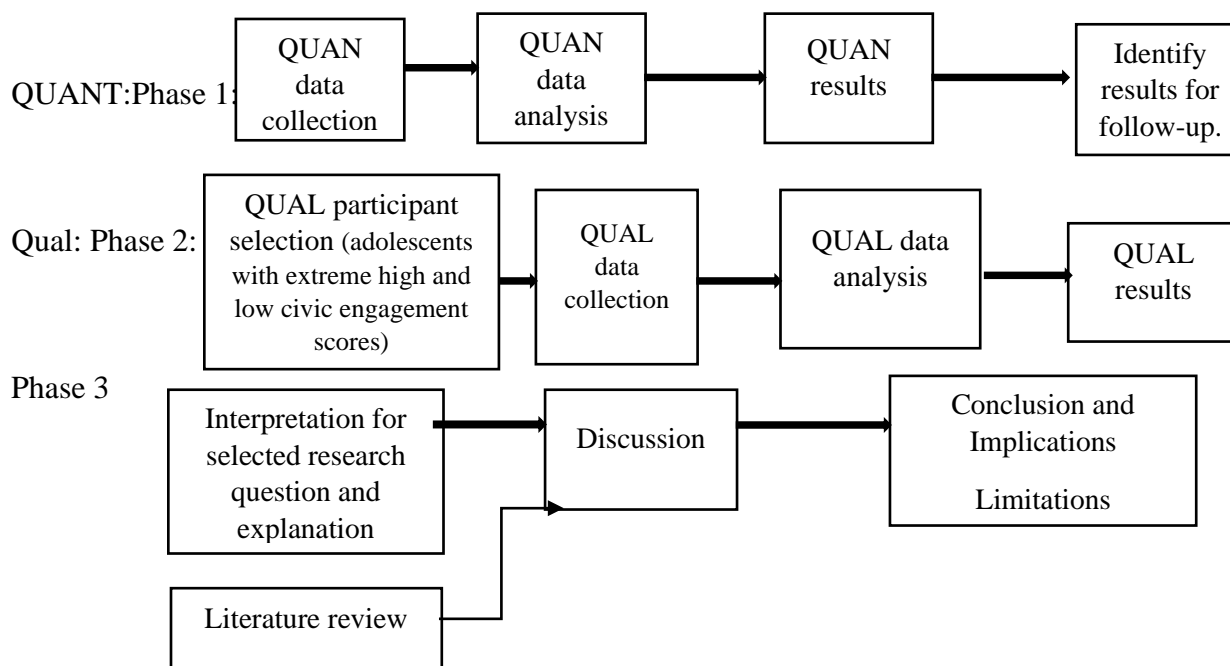 QUANT:Phase 1:
QUAN
data
collection
QUAN
data
analysis
QUAN
results
Identify
results for
follow-up.
Qual: Phase 2:
QUAL participant
selection (adolescents
with extreme high and
low civic engagement
scores)
QUAL
data
collection
QUAL data
analysis
QUAL
results
Phase 3
Interpretation for
selected research
question and
explanation
Discussion
Conclusion and
Implications
Limitations
Literature review